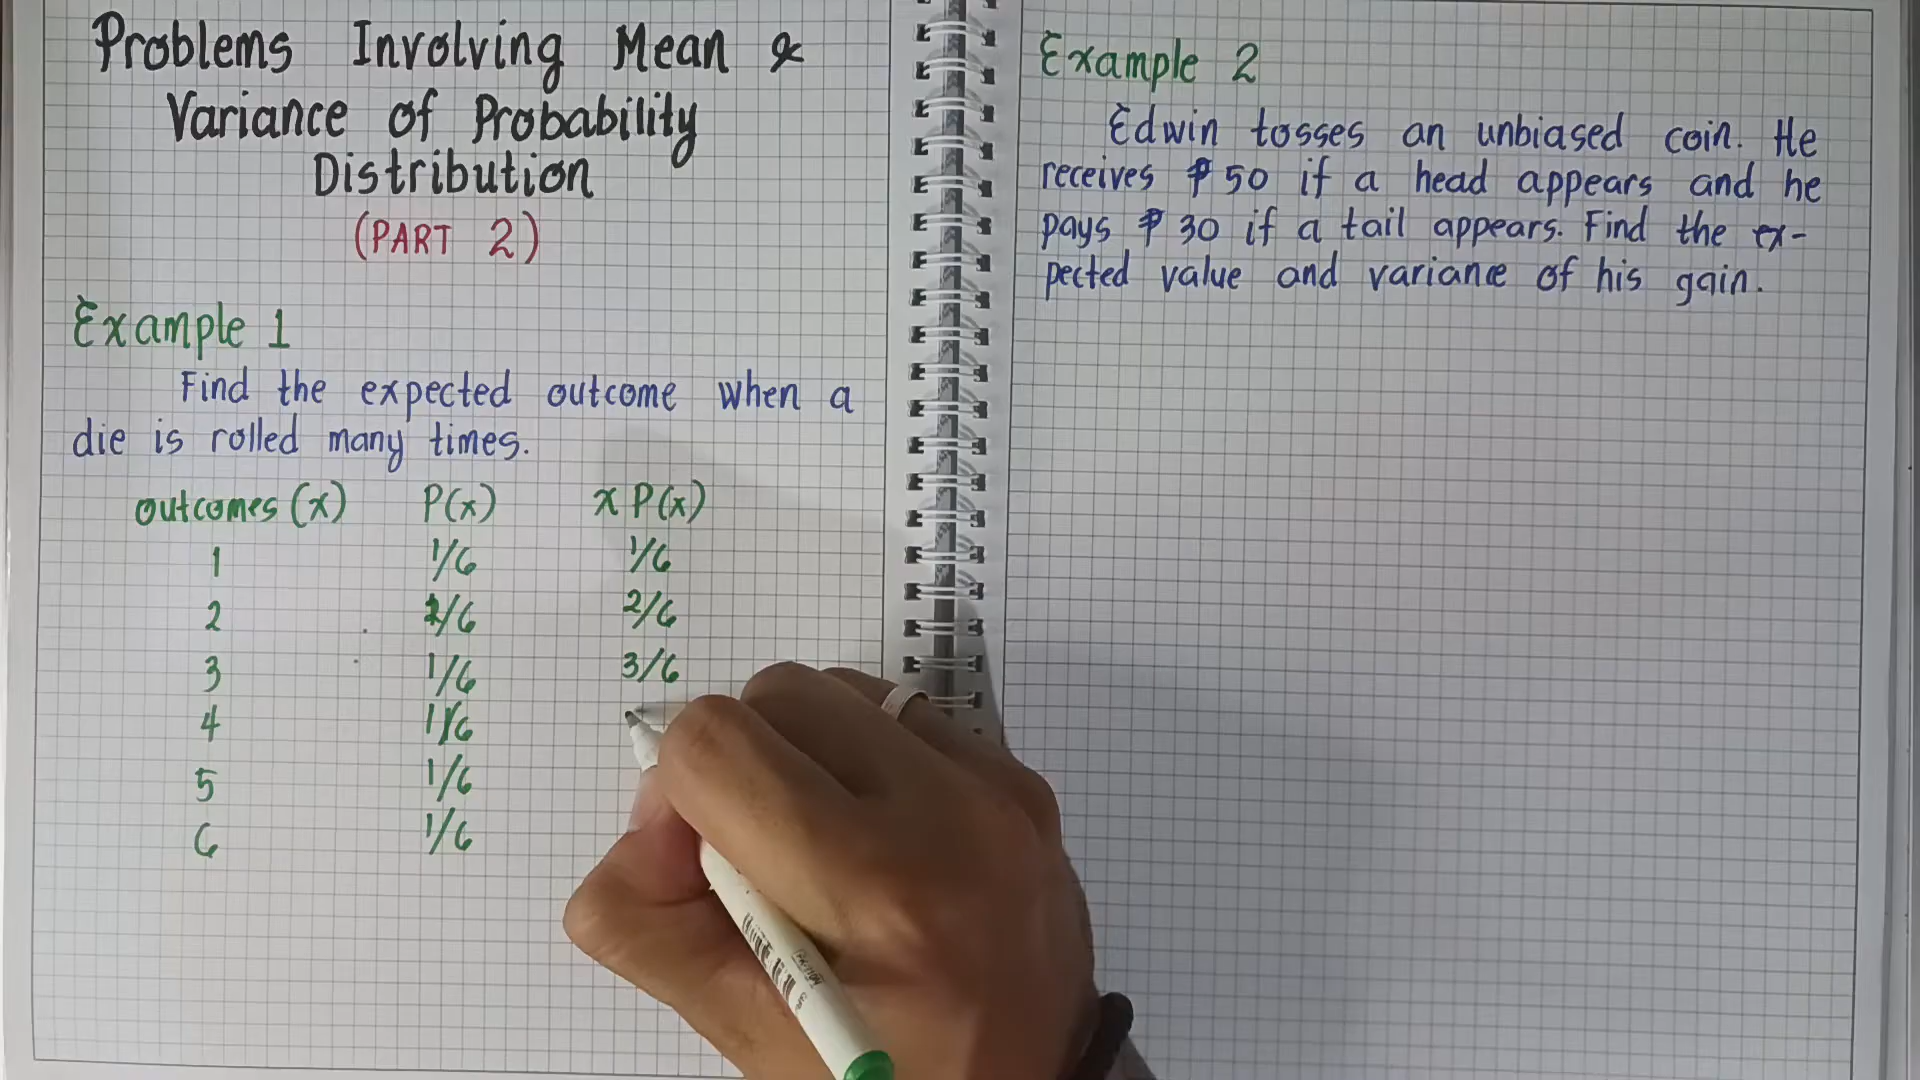 Problems Involving Mean &
Variance of Probability
Distribution
(PART 2)
Example 1
Find the expected outcome when a
die is rolled many times.
outcomes (x) P(x) x P(x)
1 1/6 1/6
2 1/6 2/6
3 1/6 3/6
4 1/6
5 1/6
6 1/6
Example 2
Edwin tosses an unbiased coin. He
receives ₱ 50 if a head appears and he
pays ₱ 30 if a tail appears. Find the ex-
pected value and variance of his gain.